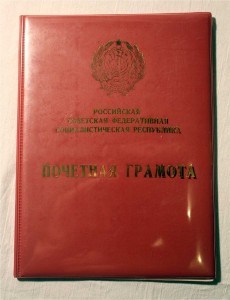 РОССИЙСКАЯ
СОВЕТСКАЯ ФЕДЕРАТИВНАЯ
СОЦИАЛИСТИЧЕСКАЯ РЕСПУБЛИКА
ПОЧЕТНАЯ ГРАМОТА